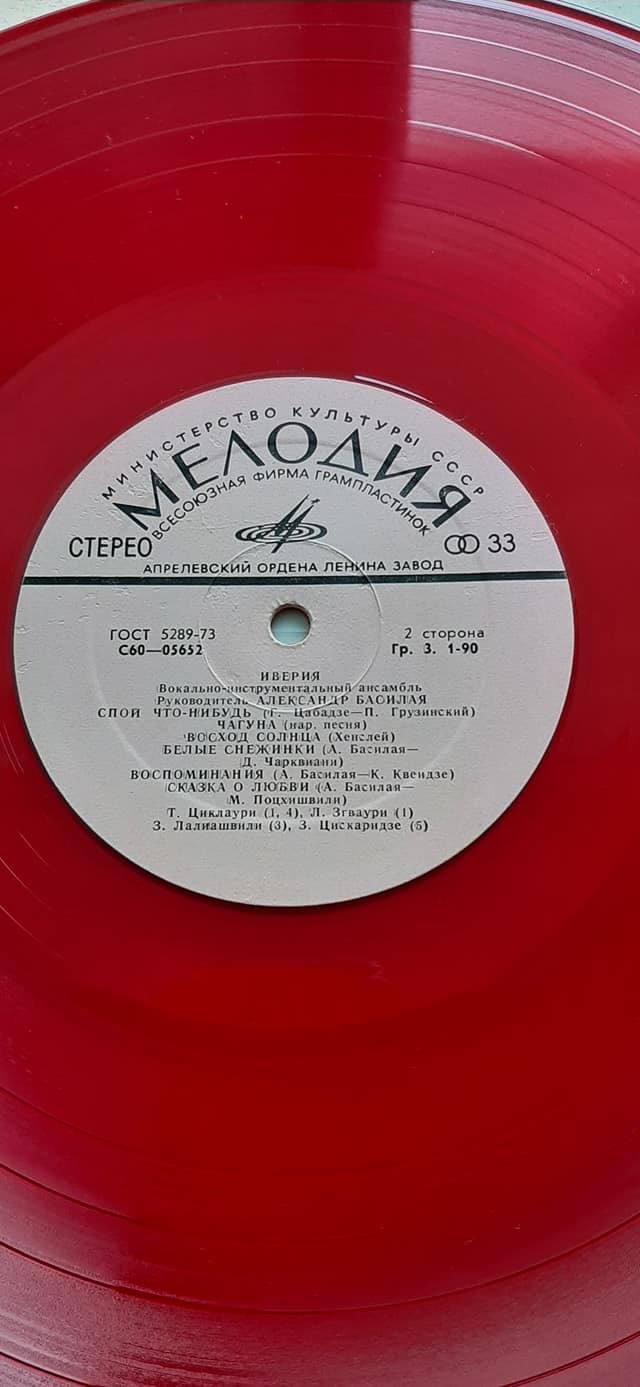 МИНИСТЕРСТВО КУЛЬТУРЫ СССР
МЕЛОДИЯ
ВСЕСОЮЗНАЯ ФИРМА ГРАМПЛАСТИНОК
СТЕРЕО
33
АПРЕЛЕВСКИЙ ОРДЕНА ЛЕНИНА ЗАВОД
ГОСТ 5289-73
2 сторона
С60—05652
Гр. 3. 1-90
ИВЕРИЯ
Вокально-инструментальный ансамбль
Руководитель АЛЕКСАНДР БАСИЛАЯ
СПОЙ ЧТО-НИБУДЬ (Г. Цабадзе—П. Грузинский)
ЧАГУНА (нар. песня)
ВОСХОД СОЛНЦА (Хенслей)
БЕЛЫЕ СНЕЖИНКИ (А. Басилая—
Д. Чарквиани)
ВОСПОМИНАНИЯ (А. Басилая—К. Квеидзе)
СКАЗКА О ЛЮБВИ (А. Басилая—
М. Поцхишвили)
Т. Циклаури (1, 4), Л. Згваури (1)
З. Лалиашвили (3), З. Цискаридзе (5)